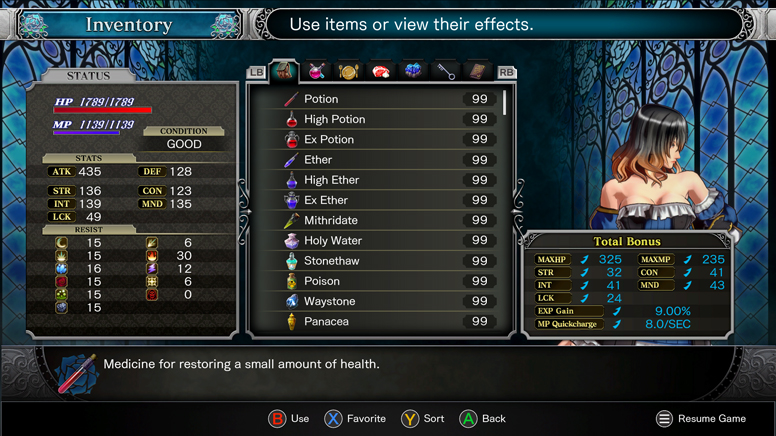 Inventory
Use items or view their effects.
STATUS
LB
RB
HP 1789/1789
MP 1139/1139
CONDITION
GOOD
STATS
ATK 435 DEF 128
STR 136 CON 123
INT 139 MND 135
LCK 49
RESIST
15 6
15 30
16 12
15 6
15 0
15
Potion 99
High Potion 99
Ex Potion 99
Ether 99
High Ether 99
Ex Ether 99
Mithridate 99
Holy Water 99
Stonethaw 99
Poison 99
Waystone 99
Panacea 99
Total Bonus
MAXHP 325 MAXMP 235
STR 32 CON 41
INT 41 MND 43
LCK 24
EXP Gain 9.00%
MP Quickcharge 8.0/SEC
Medicine for restoring a small amount of health.
B Use X Favorite Y Sort A Back Resume Game